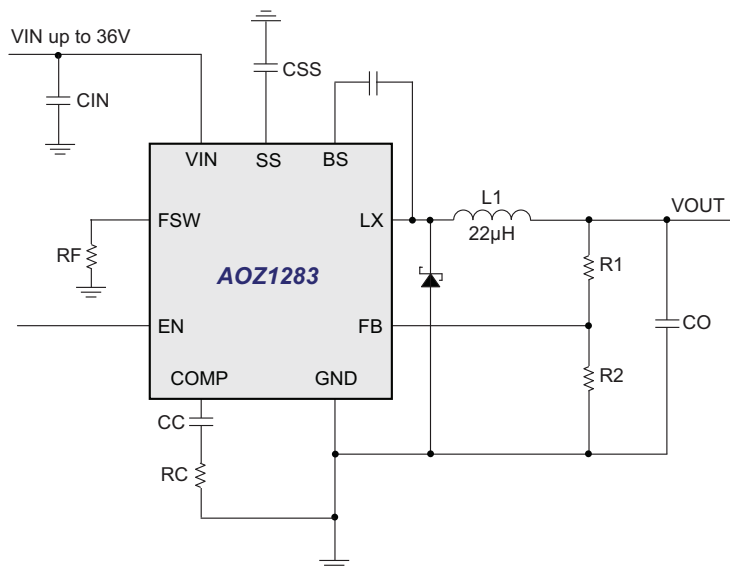 VIN up to 36V
CSS
CIN
VIN
SS
BS
FSW
LX
L1
22µH
VOUT
RF
R1
AOZ1283
EN
FB
CO
R2
COMP
GND
CC
RC